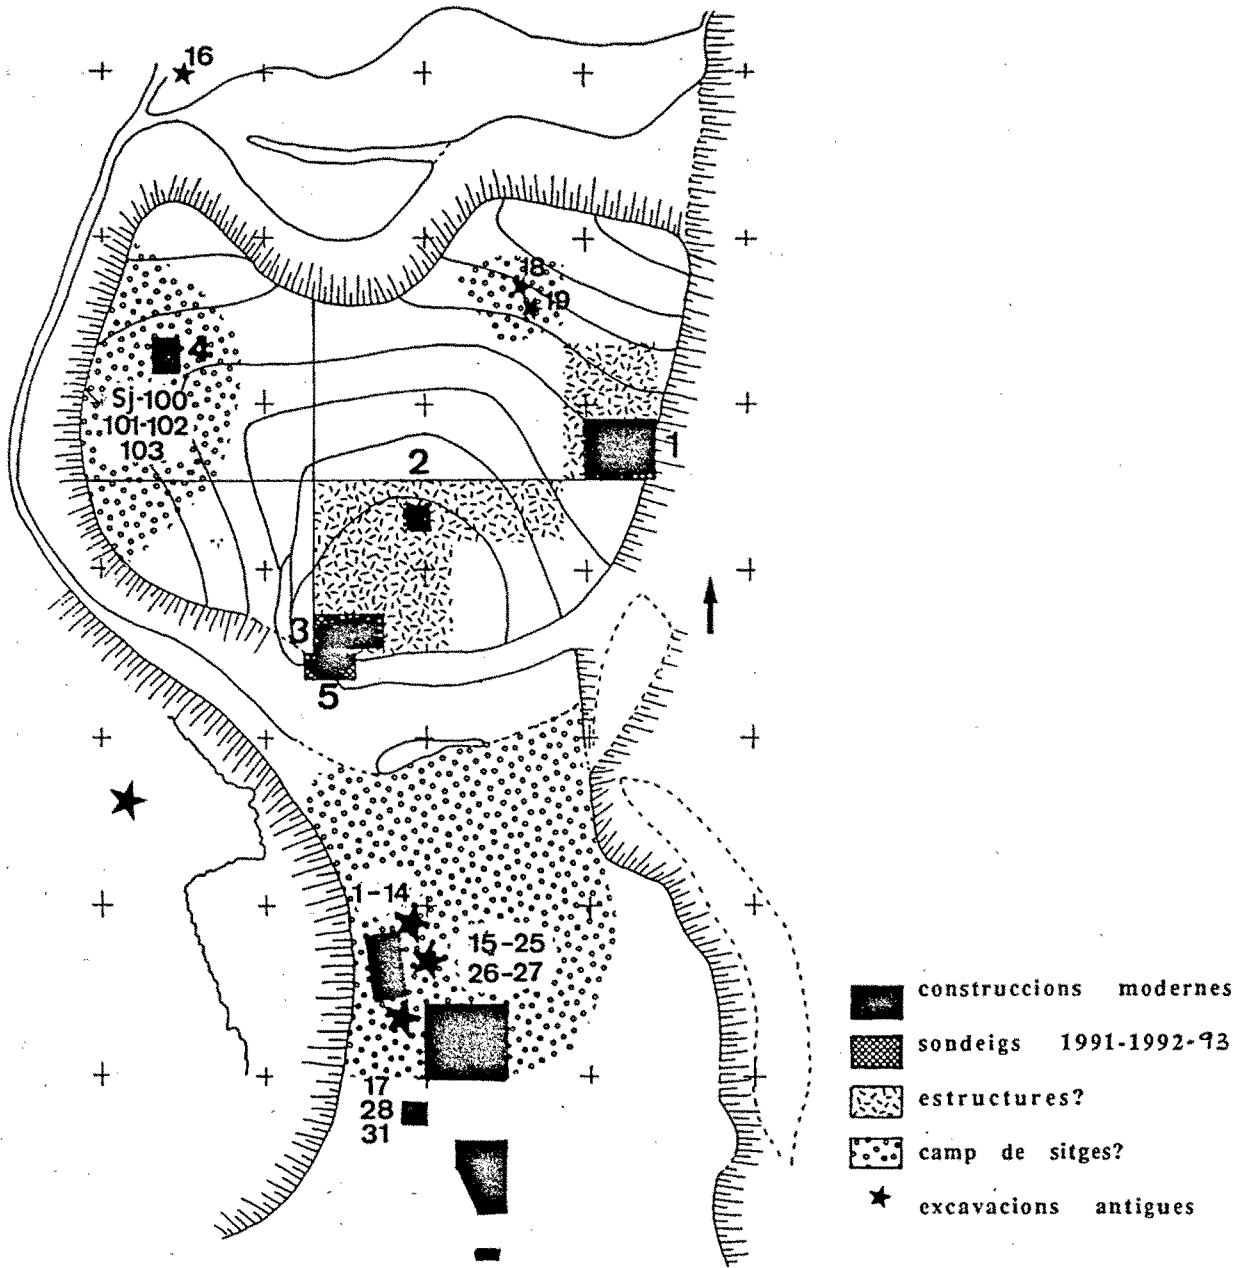 16
18
19
4
Sj-100
101-102
103
1
2
3
5
1-14
15-25
26-27
17
28
31
construccions modernes
sondeigs 1991-1992-93
estructures?
camp de sitges?
excavacions antigues